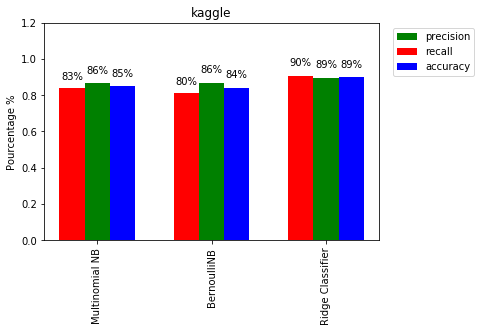 kaggle
precision
recall
accuracy
Pourcentage %
1.2
1.0
0.8
0.6
0.4
0.2
0.0
83%
86%
85%
80%
86%
84%
90%
89%
89%
Multinomial NB
BernoulliNB
Ridge Classifier